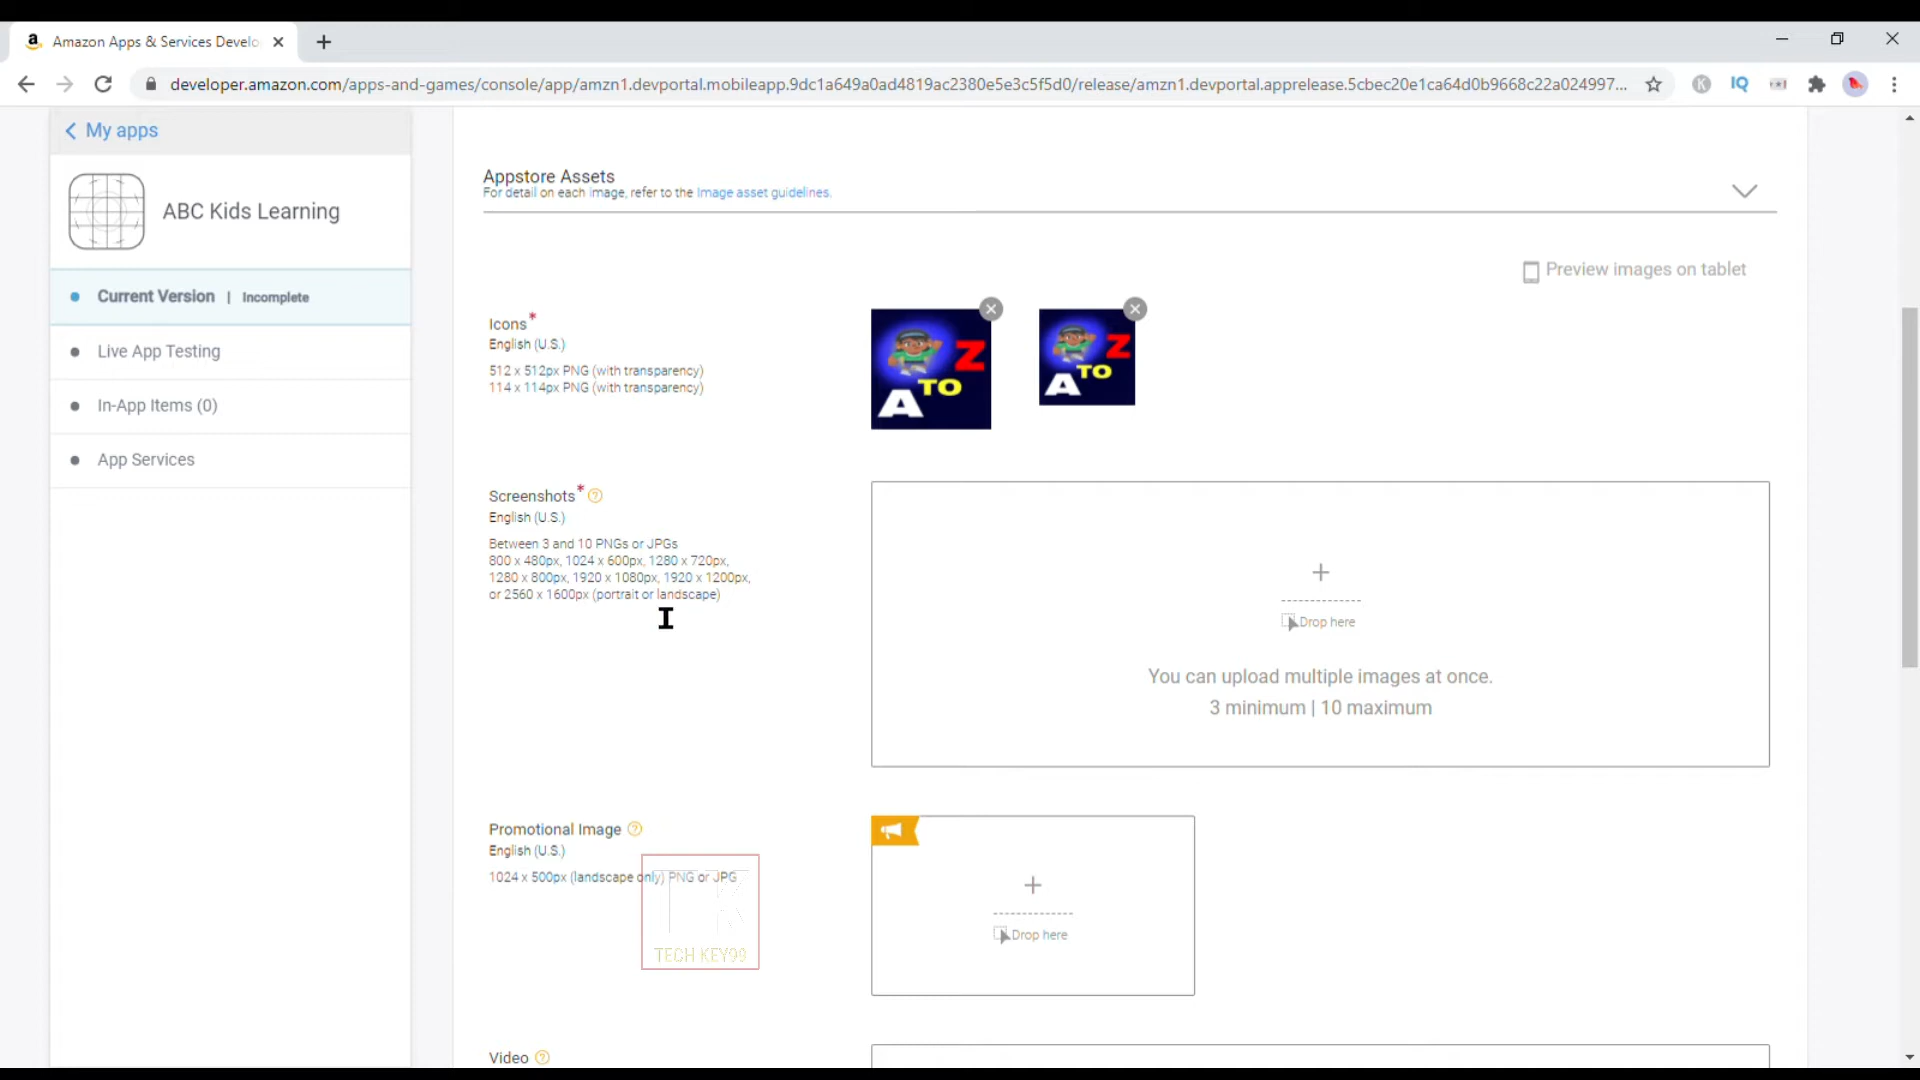 Amazon Apps & Services Develo
developer.amazon.com/apps-and-games/console/app/amzn1.devportal.mobileapp.9dc1a649a0ad4819ac2380e5e3c5f5d0/release/amzn1.devportal.apprelease.5cbec20e1ca64d0b9668c22a024997...
My apps
ABC Kids Learning
Current Version | Incomplete
Live App Testing
In-App Items (0)
App Services
Appstore Assets
For detail on each image, refer to the Image asset guidelines.
Preview images on tablet
Icons*
English (U.S.)
512 x 512px PNG (with transparency)
114 x 114px PNG (with transparency)
A TO Z
A TO Z
Screenshots*
English (U.S.)
Between 3 and 10 PNGs or JPGs
800 x 480px, 1024 x 600px, 1280 x 720px,
1280 x 800px, 1920 x 1080px, 1920 x 1200px,
or 2560 x 1600px (portrait or landscape)
Drop here
You can upload multiple images at once.
3 minimum | 10 maximum
Promotional Image
English (U.S.)
1024 x 500px (landscape only) PNG or JPG
Drop here
TK
TECH KEY99
Video